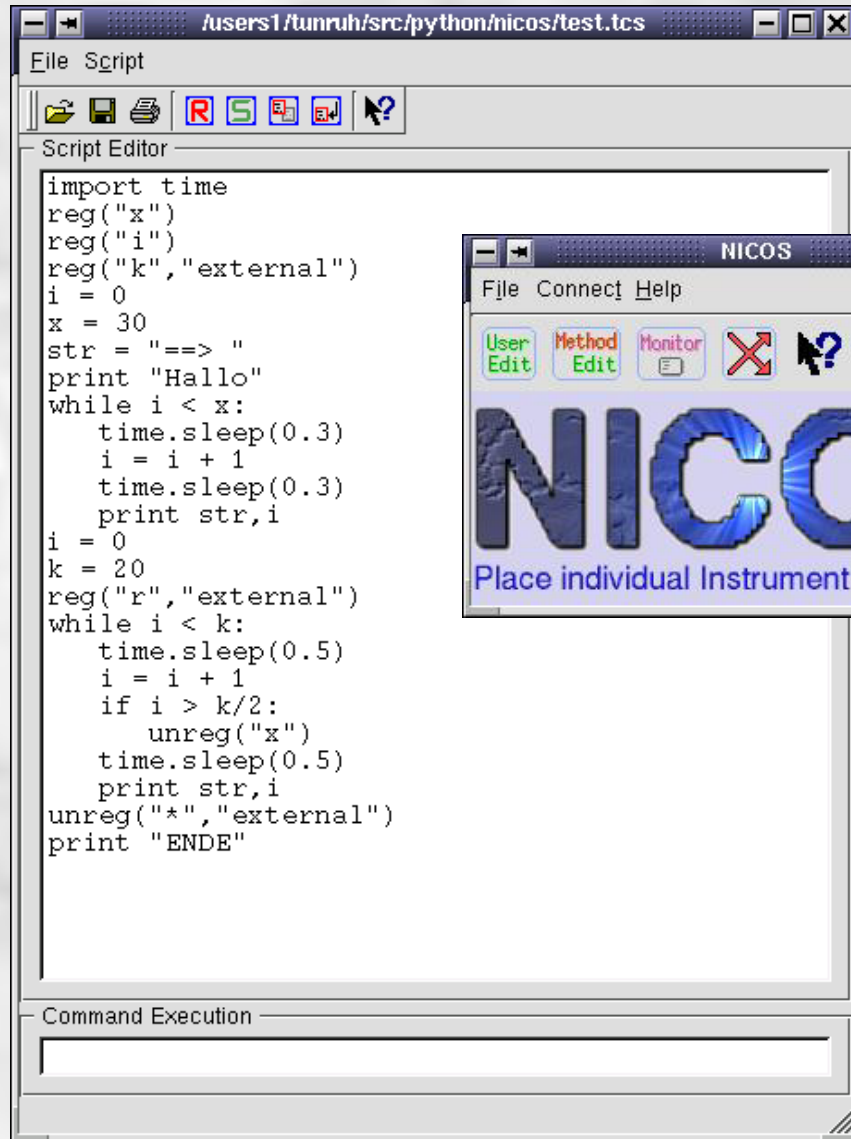 /users1/tunruh/src/python/nicos/test.tcs
File Script
R S
Script Editor
import time
reg("x")
reg("i")
reg("k","external")
i = 0
x = 30
str = "==> "
print "Hallo"
while i < x:
   time.sleep(0.3)
   i = i + 1
   time.sleep(0.3)
   print str,i
i = 0
k = 20
reg("r","external")
while i < k:
   time.sleep(0.5)
   i = i + 1
   if i > k/2:
      unreg("x")
   time.sleep(0.5)
   print str,i
unreg("*","external")
print "ENDE"
Command Execution
NICOS
File Connect Help
User Edit
Method Edit
Monitor
?
NICO
Place individual Instrument